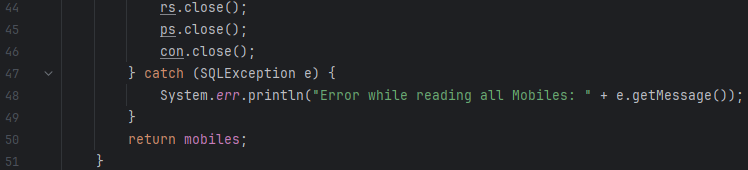 44 rs.close();
45 ps.close();
46 con.close();
47 } catch (SQLException e) {
48 System.err.println("Error while reading all Mobiles: " + e.getMessage());
49 }
50 return mobiles;
51 }